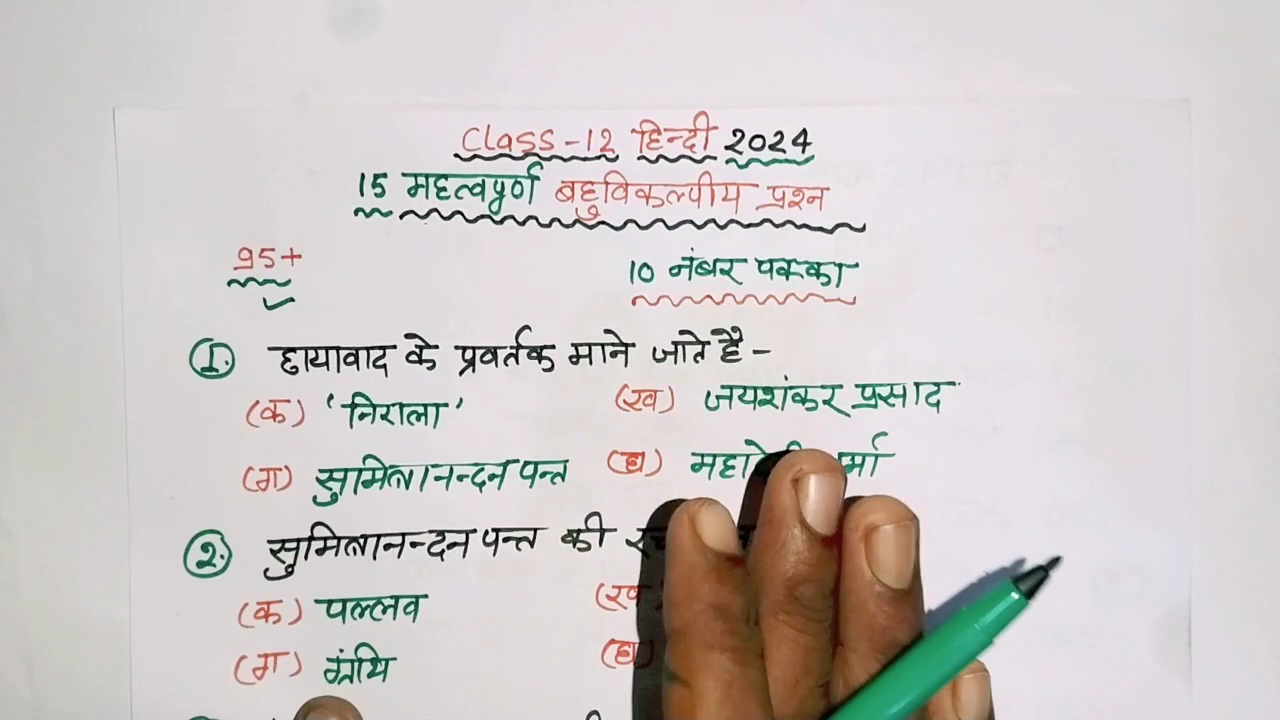 Class-12 हिन्दी 2024
15 महत्वपूर्ण बहुविकल्पीय प्रश्न
95+ 10 नंबर पक्का
1. छायावाद के प्रवर्तक माने जाते है -
(क) 'निराला' (ख) जयशंकर प्रसाद
(ग) सुमित्रानन्दन पन्त (घ)
2. सुमित्रानन्दन पन्त की
(क) पल्लव (ख)
(ग) ग्रंथि (घ)